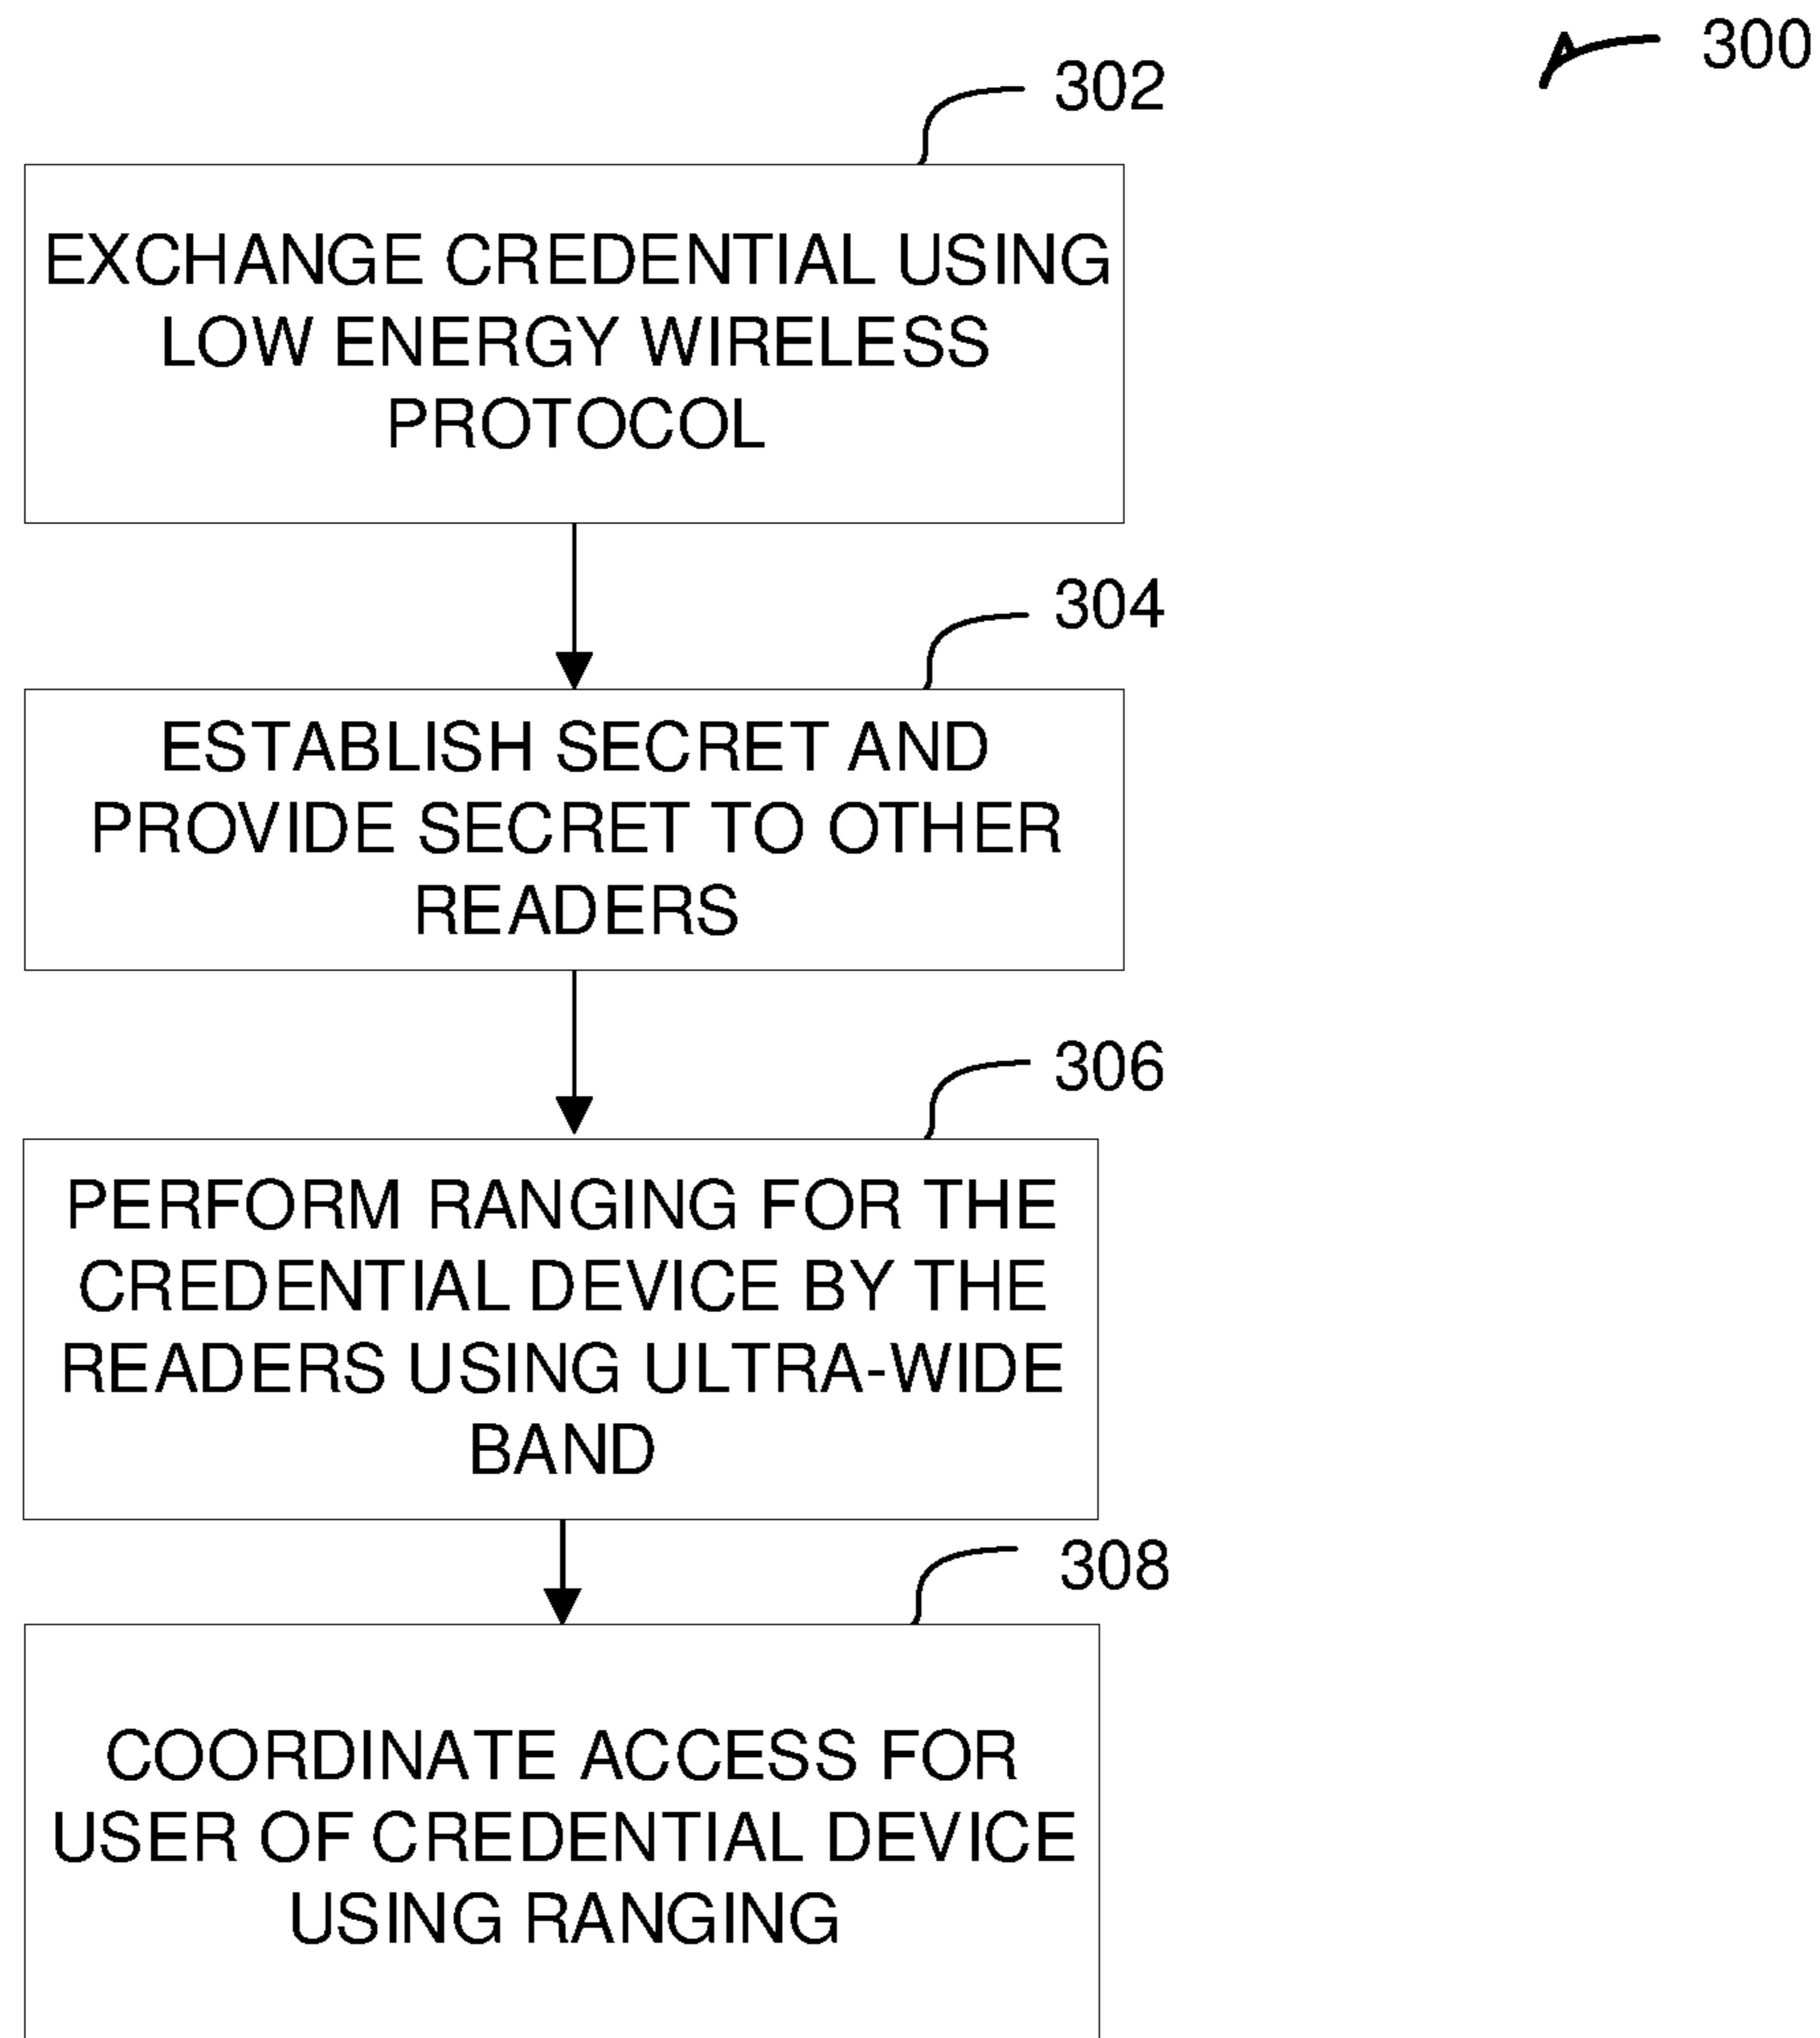 300
302
EXCHANGE CREDENTIAL USING
LOW ENERGY WIRELESS
PROTOCOL
304
ESTABLISH SECRET AND
PROVIDE SECRET TO OTHER
READERS
306
PERFORM RANGING FOR THE
CREDENTIAL DEVICE BY THE
READERS USING ULTRA-WIDE
BAND
308
COORDINATE ACCESS FOR
USER OF CREDENTIAL DEVICE
USING RANGING